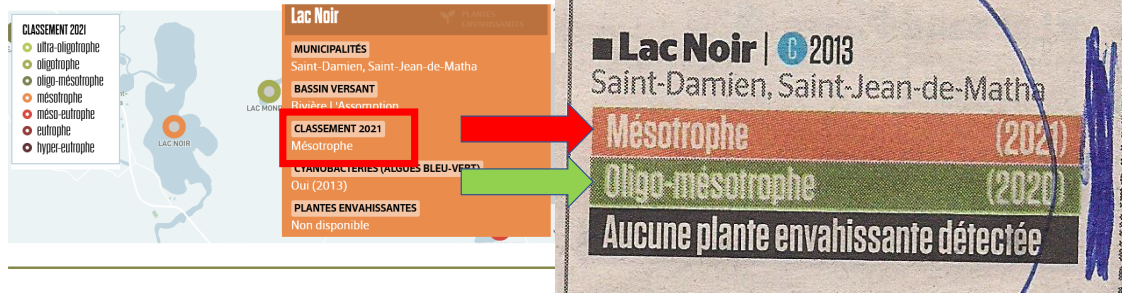 CLASSEMENT 2021
ultra-oligotrophe
oligotrophe
oligo-mésotrophe
mésotrophe
méso-eutrophe
eutrophe
hyper-eutrophe
LAC NOIR
LAC MOND
Lac Noir
PLANTES
ENVAHISSANTES
MUNICIPALITÉS
Saint-Damien, Saint-Jean-de-Matha
BASSIN VERSANT
Rivière L'Assomption
CLASSEMENT 2021
Mésotrophe
CYANOBACTÉRIES (ALGUES BLEU-VERT)
Oui (2013)
PLANTES ENVAHISSANTES
Non disponible
Lac Noir | C 2013
Saint-Damien, Saint-Jean-de-Matha
Mésotrophe (2021)
Oligo-mésotrophe (2020)
Aucune plante envahissante détectée